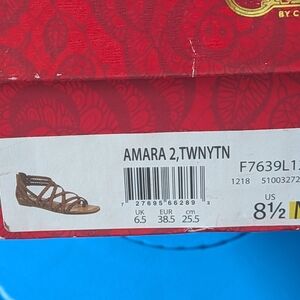 BY C
AMARA 2,TWNYTN
F7639L1
1218 51003272
7 27695 66289
UK EUR cm
6.5 38.5 25.5
US
8½ M